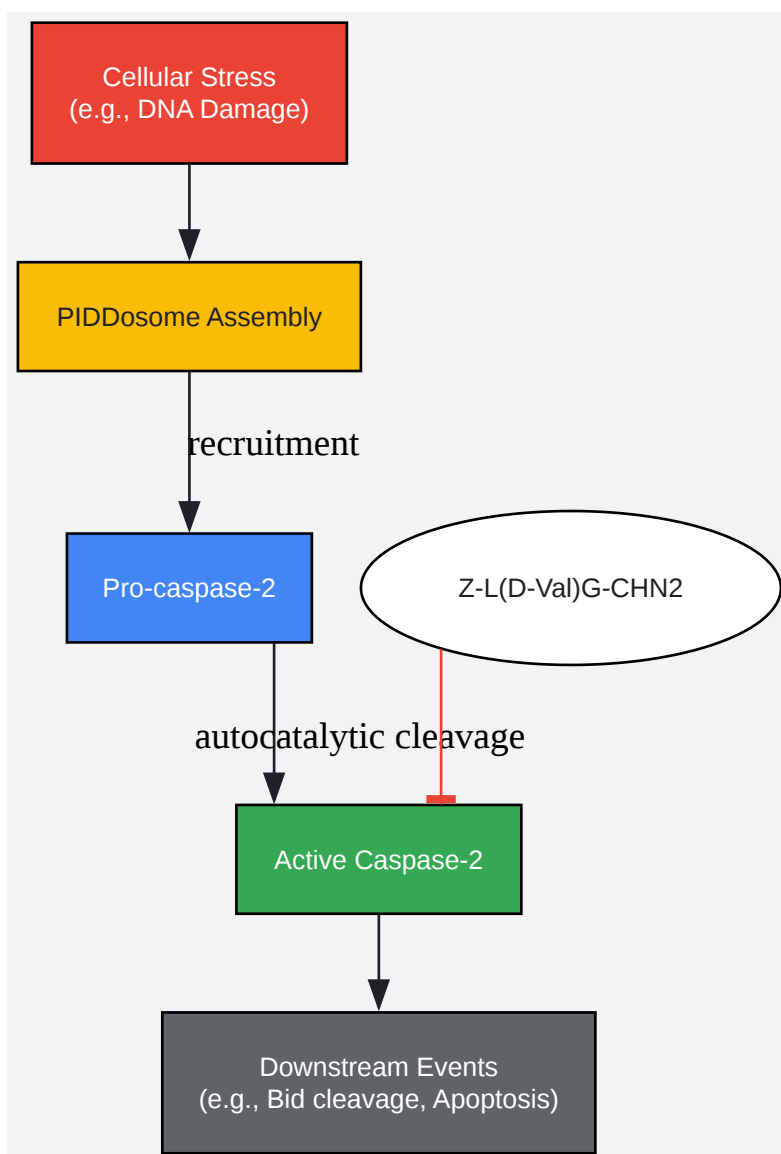 Cellular Stress
(e.g., DNA Damage)
PIDDosome Assembly
recruitment
Pro-caspase-2
Z-L(D-Val)G-CHN2
autocatalytic cleavage
Active Caspase-2
Downstream Events
(e.g., Bid cleavage, Apoptosis)